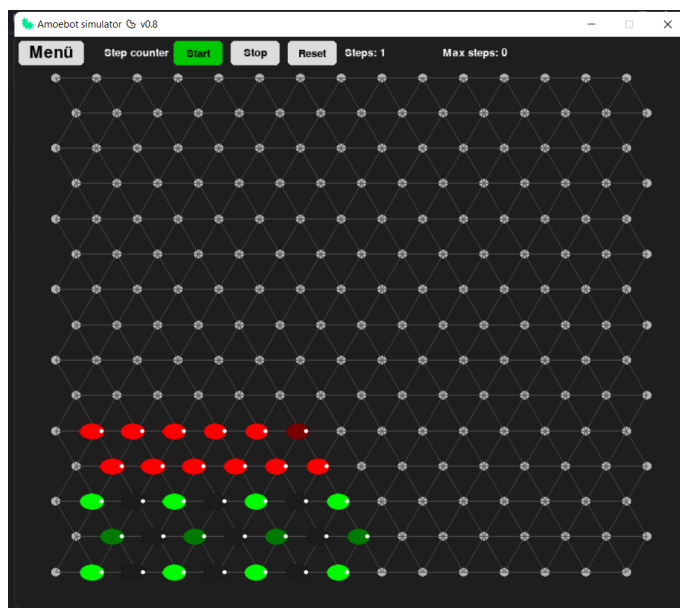 Amoebot simulator v0.8
Menü Step counter Start Stop Reset Steps: 1 Max steps: 0